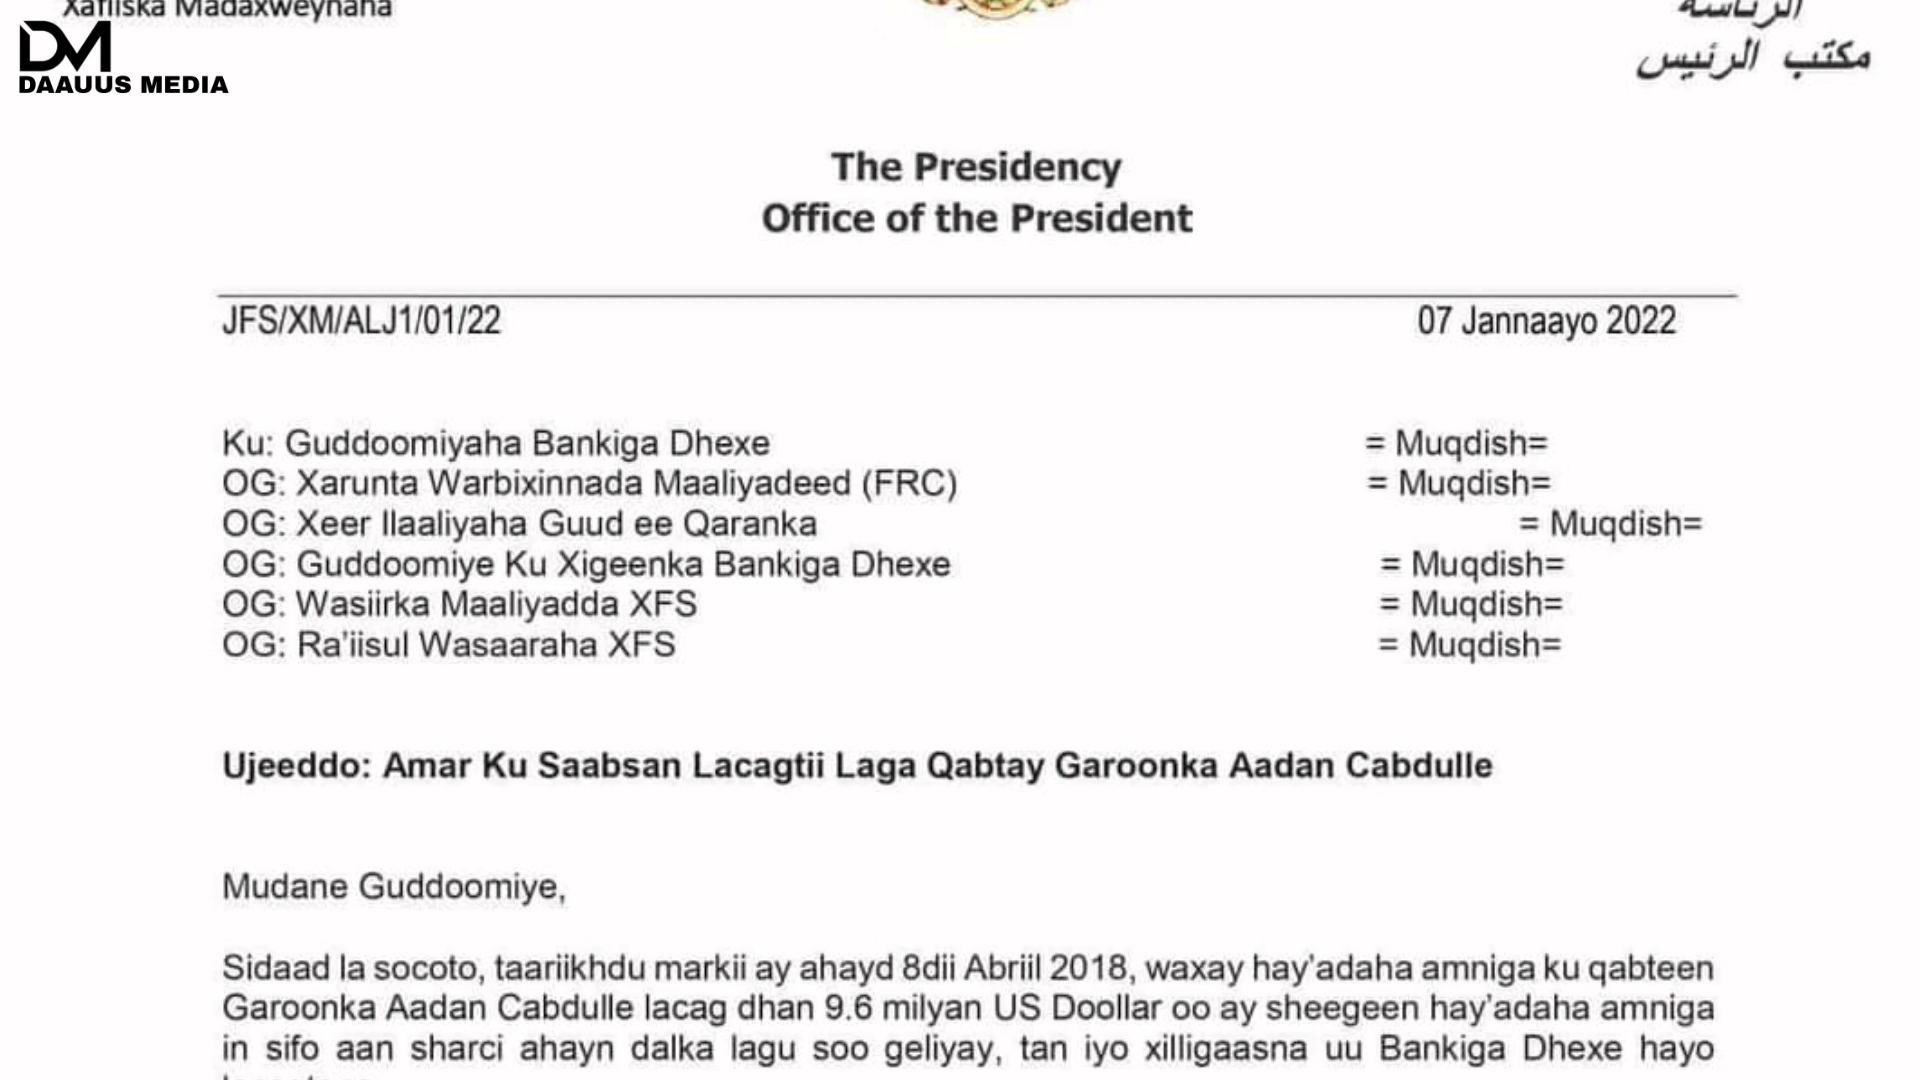 Xafiiska Madaxweynaha
الرئاسة
مكتب الرئيس
DM
DAAUUS MEDIA
The Presidency
Office of the President
JFS/XM/ALJ1/01/22 07 Jannaayo 2022
Ku: Guddoomiyaha Bankiga Dhexe = Muqdish=
OG: Xarunta Warbixinnada Maaliyadeed (FRC) = Muqdish=
OG: Xeer Ilaaliyaha Guud ee Qaranka = Muqdish=
OG: Guddoomiye Ku Xigeenka Bankiga Dhexe = Muqdish=
OG: Wasiirka Maaliyadda XFS = Muqdish=
OG: Ra'iisul Wasaaraha XFS = Muqdish=
Ujeeddo: Amar Ku Saabsan Lacagtii Laga Qabtay Garoonka Aadan Cabdulle
Mudane Guddoomiye,
Sidaad la socoto, taariikhdu markii ay ahayd 8dii Abriil 2018, waxay hay'adaha amniga ku qabteen
Garoonka Aadan Cabdulle lacag dhan 9.6 milyan US Doollar oo ay sheegeen hay'adaha amniga
in sifo aan sharci ahayn dalka lagu soo geliyay, tan iyo xilligaasna uu Bankiga Dhexe hayo